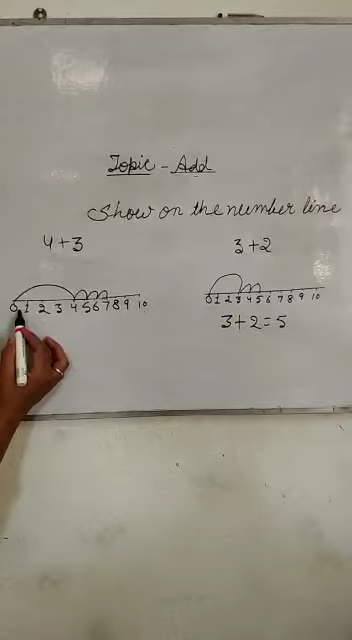 Topic - Add
Show on the number line
4 + 3
3 + 2
0 1 2 3 4 5 6 7 8 9 10
0 1 2 3 4 5 6 7 8 9 10
3 + 2 = 5